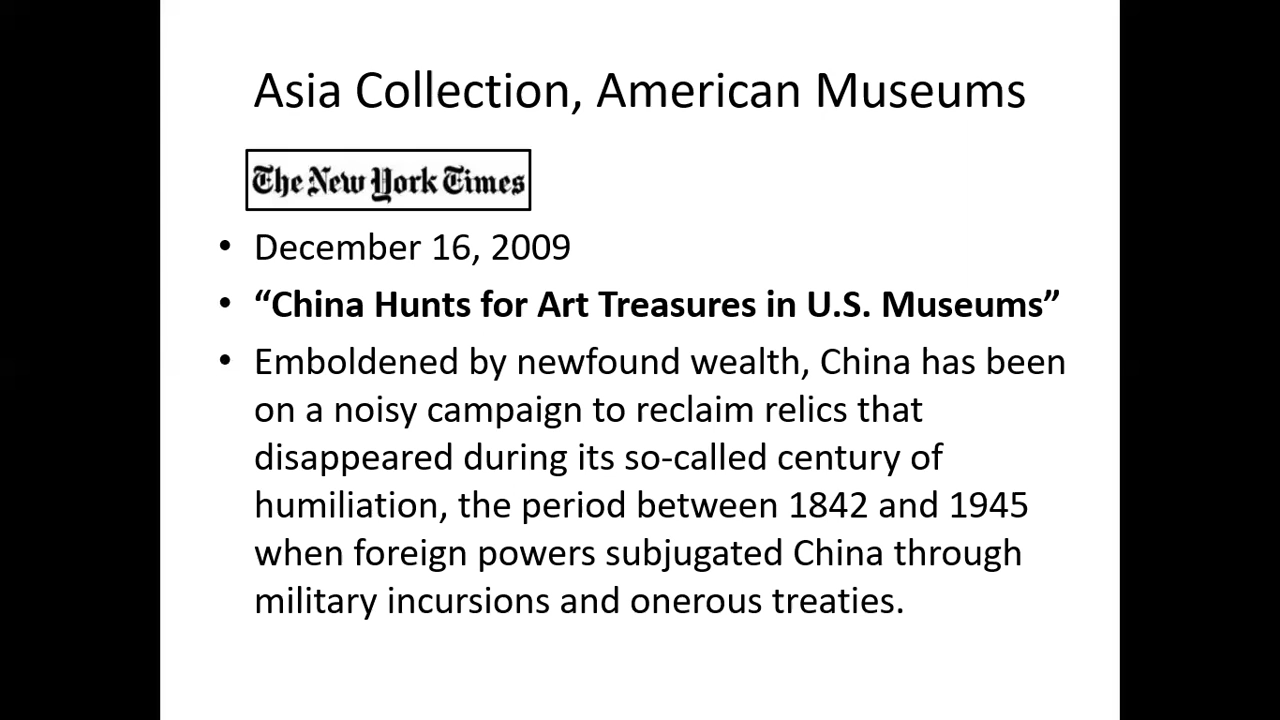 Asia Collection, American Museums
The New York Times
• December 16, 2009
• “China Hunts for Art Treasures in U.S. Museums”
• Emboldened by newfound wealth, China has been
on a noisy campaign to reclaim relics that
disappeared during its so-called century of
humiliation, the period between 1842 and 1945
when foreign powers subjugated China through
military incursions and onerous treaties.